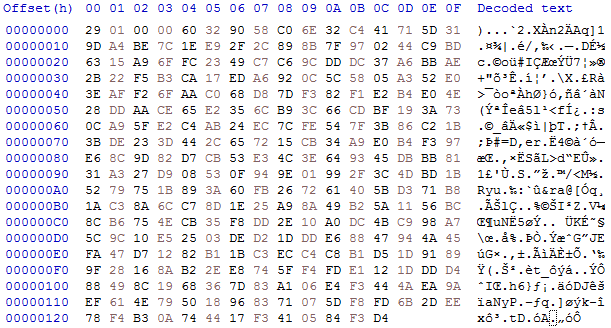 Offset(h) 00 01 02 03 04 05 06 07 08 09 0A 0B 0C 0D 0E 0F Decoded text
00000000 29 01 00 00 60 32 90 58 C0 6E 32 C4 41 71 5D 31 )...`2.XÀn2ÄAq]1
00000010 9D A4 BE 7C 1E E9 2F 2C 89 8B 7F 97 02 44 C9 BD .¤¾|.é/,‰‹.—.Dɽ
00000020 63 15 A9 6F FC 23 49 C7 C6 9C DD DC 37 A6 BB AE c.©oü#IÇÆœÝÜ7¦»®
00000030 2B 22 F5 B3 CA 17 ED A6 92 0C 5C 58 05 A3 52 E0 +"õ³Ê.í¦’.\X.£Rà
00000040 3E AF F2 6F AA C0 68 D8 7D F3 82 F1 E2 B4 E0 4E >¯òoªÀhØ}ó‚ñâ´àN
00000050 28 DD AA CE 65 E2 35 6C B9 3C 66 CD BF 19 3A 73 (ݪÎeâ5l¹<fÍ¿.:s
00000060 0C A9 5F E2 C4 AB 24 EC 7C FE 54 7F 3B 86 C2 1B .©_âÄ«$ì|þT.;†Â.
00000070 3B DE 23 3D 44 2C 65 72 15 CB 34 A9 E0 B4 F3 97 ;Þ#=D,er.Ë4©à´ó—
00000080 E6 8C 9D 82 D7 CB 53 E3 4C 3E 64 93 45 DB BB 81 挝‚×ËSãL>d“EÛ».
00000090 31 A3 27 D9 08 53 0F 94 9E 01 99 2F 3C 4D BD 1B 1£'Ù.S.”ž.™/<M½.
000000A0 52 79 75 1B 89 3A 60 FB 26 72 61 40 5B D3 71 B8 Ryu.‰:`û&ra@[Óq¸
000000B0 1A C3 8A 6C C7 8D 1E 25 A9 8A 49 B2 5A 11 56 BC .ÊlÇ..%©ŠI²Z.V¼
000000C0 8C B6 75 4E CB 35 F8 DD 2E 10 A0 DC 4B C9 98 A7 Œ¶uNË5øÝ.. ÜKɘ§
000000D0 5C 9C 10 E5 25 03 DE D2 1D DD E6 88 47 94 4A 45 \œ.å%.ÞÒ.ÝæˆG”JE
000000E0 FA 47 D7 12 82 B1 1B C3 EC C4 C8 B1 D5 1D 91 89 úG×.‚±.ÃìÄȱÕ.‘‰
000000F0 9F 28 16 8A B2 2E E8 74 5F F4 FD E1 12 1D DD D4 Ÿ(.Š².èt_ôýá..ÝÔ
00000100 88 49 8C 19 68 36 7D 83 A1 06 E4 F3 44 4A EA 9A ˆIŒ.h6}ƒ¡.äóDJêš
00000110 EF 61 4E 79 50 18 96 83 71 07 5D F8 FD 6B 2D EE ïaNyP.–ƒq.]øýk-î
00000120 78 F4 B3 0A 74 44 F3 41 05 84 F3 D4 xô³.t.D.óA.„óÔ